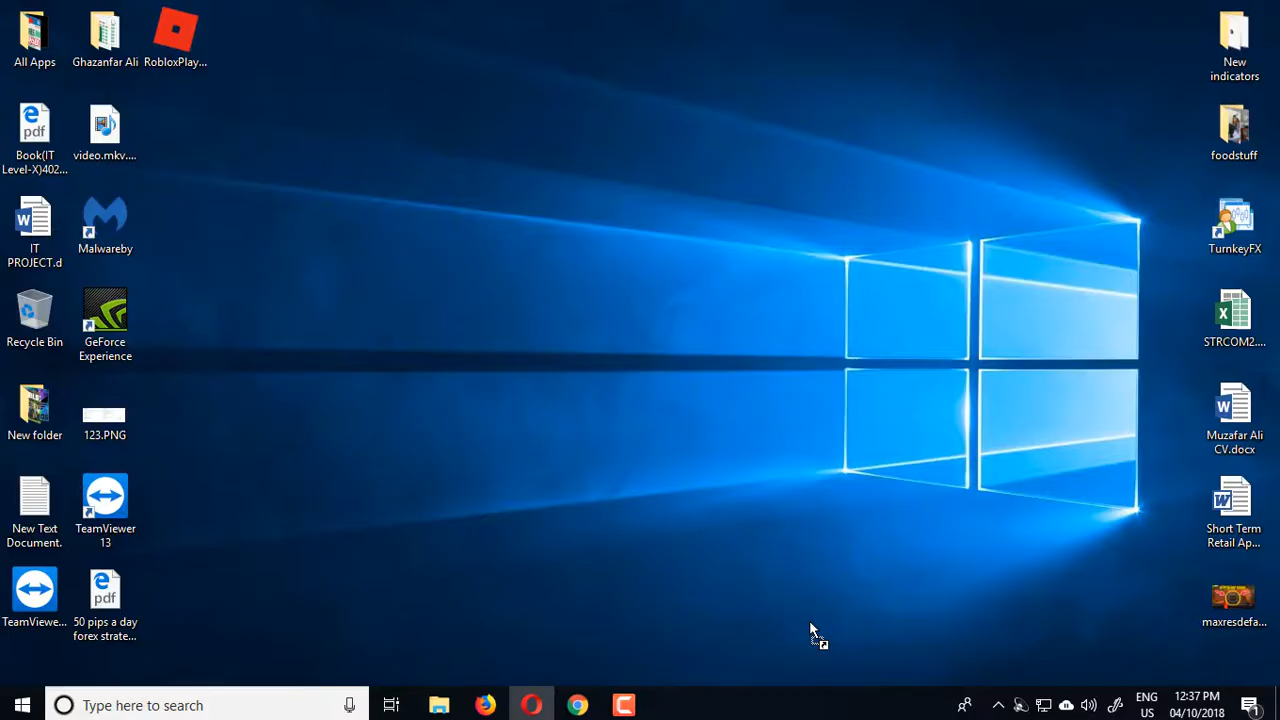 All Apps
Ghazanfar Ali
RobloxPlay...
New
indicators
pdf
Book(IT
Level-X)402...
video.mkv....
foodstuff
IT
PROJECT.d
Malwareby
TurnkeyFX
Recycle Bin
GeForce
Experience
STRCOM2....
New folder
123.PNG
Muzafar Ali
CV.docx
New Text
Document.
TeamViewer
13
Short Term
Retail Ap...
TeamViewe...
pdf
50 pips a day
forex strate...
maxresdefa...
Type here to search
ENG
US
12:37 PM
04/10/2018
1